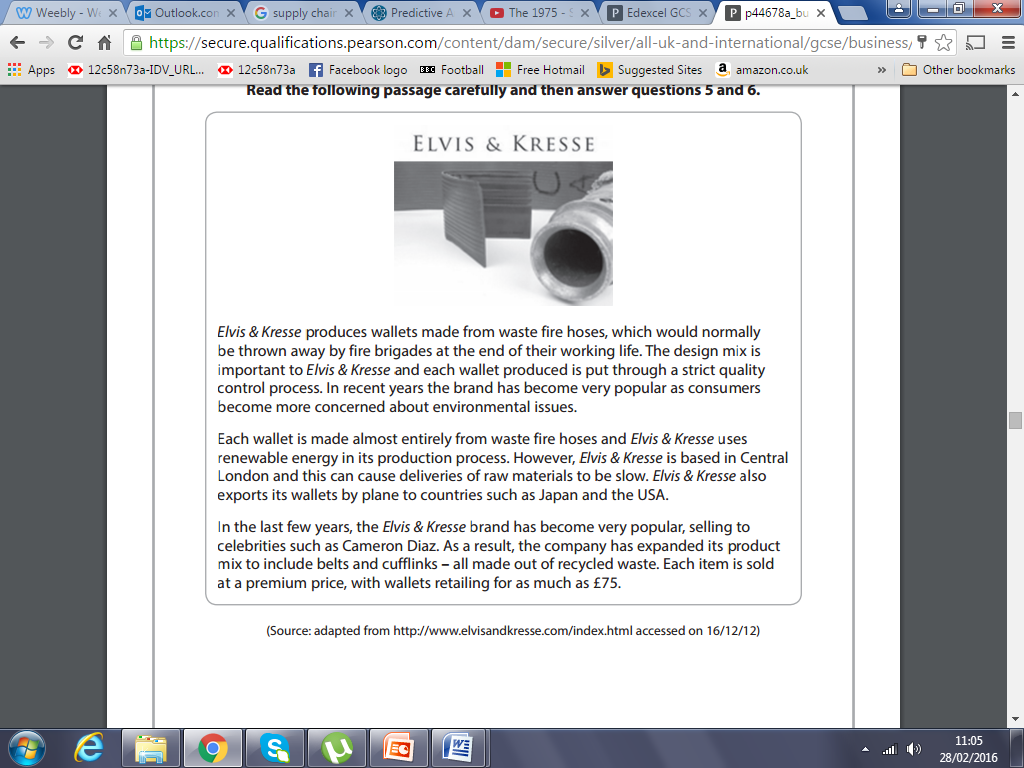 Weebly - We
Outlook.con
supply chair
Predictive A
The 1975 - S
Edexcel GCS
p44678a_bu
https://secure.qualifications.pearson.com/content/dam/secure/silver/all-uk-and-international/gcse/business/
Apps
12c58n73a-IDV_URL...
12c58n73a
Facebook logo
BBC Football
Free Hotmail
Suggested Sites
amazon.co.uk
»
Other bookmarks
Read the following passage carefully and then answer questions 5 and 6.
ELVIS & KRESSE
Elvis & Kresse produces wallets made from waste fire hoses, which would normally
be thrown away by fire brigades at the end of their working life. The design mix is
important to Elvis & Kresse and each wallet produced is put through a strict quality
control process. In recent years the brand has become very popular as consumers
become more concerned about environmental issues.
Each wallet is made almost entirely from waste fire hoses and Elvis & Kresse uses
renewable energy in its production process. However, Elvis & Kresse is based in Central
London and this can cause deliveries of raw materials to be slow. Elvis & Kresse also
exports its wallets by plane to countries such as Japan and the USA.
In the last few years, the Elvis & Kresse brand has become very popular, selling to
celebrities such as Cameron Diaz. As a result, the company has expanded its product
mix to include belts and cufflinks – all made out of recycled waste. Each item is sold
at a premium price, with wallets retailing for as much as £75.
(Source: adapted from http://www.elvisandkresse.com/index.html accessed on 16/12/12)
11:05
28/02/2016